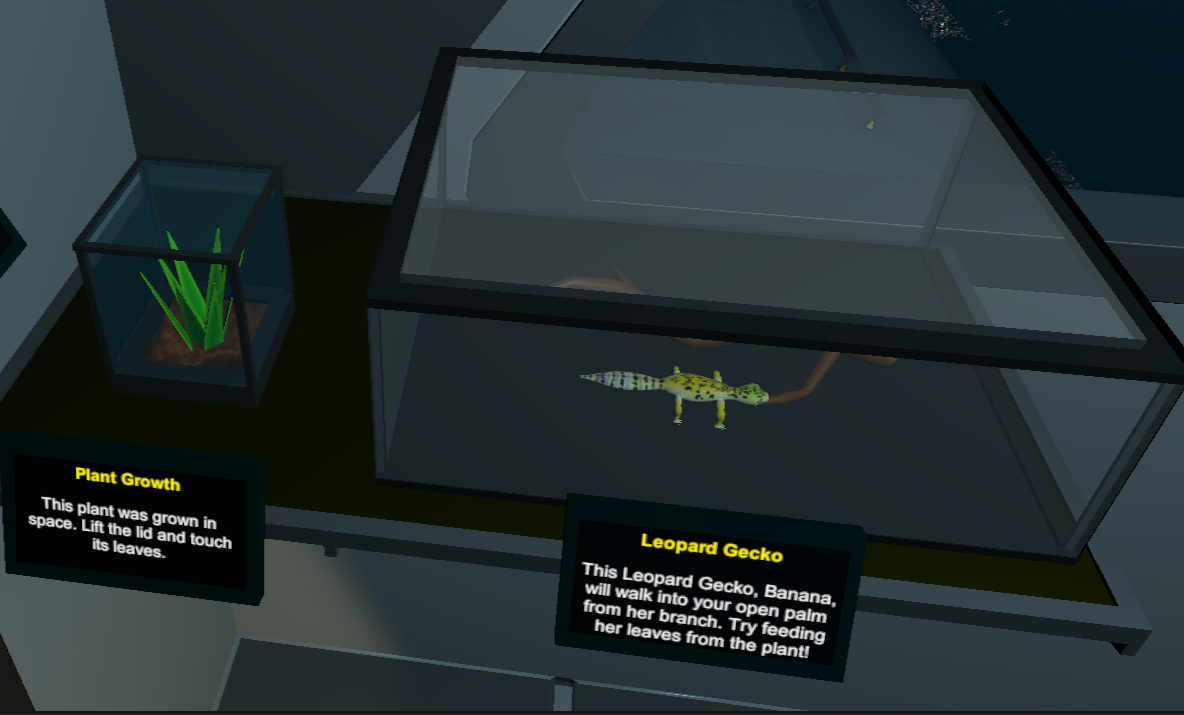 Plant Growth
This plant was grown in
space. Lift the lid and touch
its leaves.
Leopard Gecko
This Leopard Gecko, Banana,
will walk into your open palm
from her branch. Try feeding
her leaves from the plant!